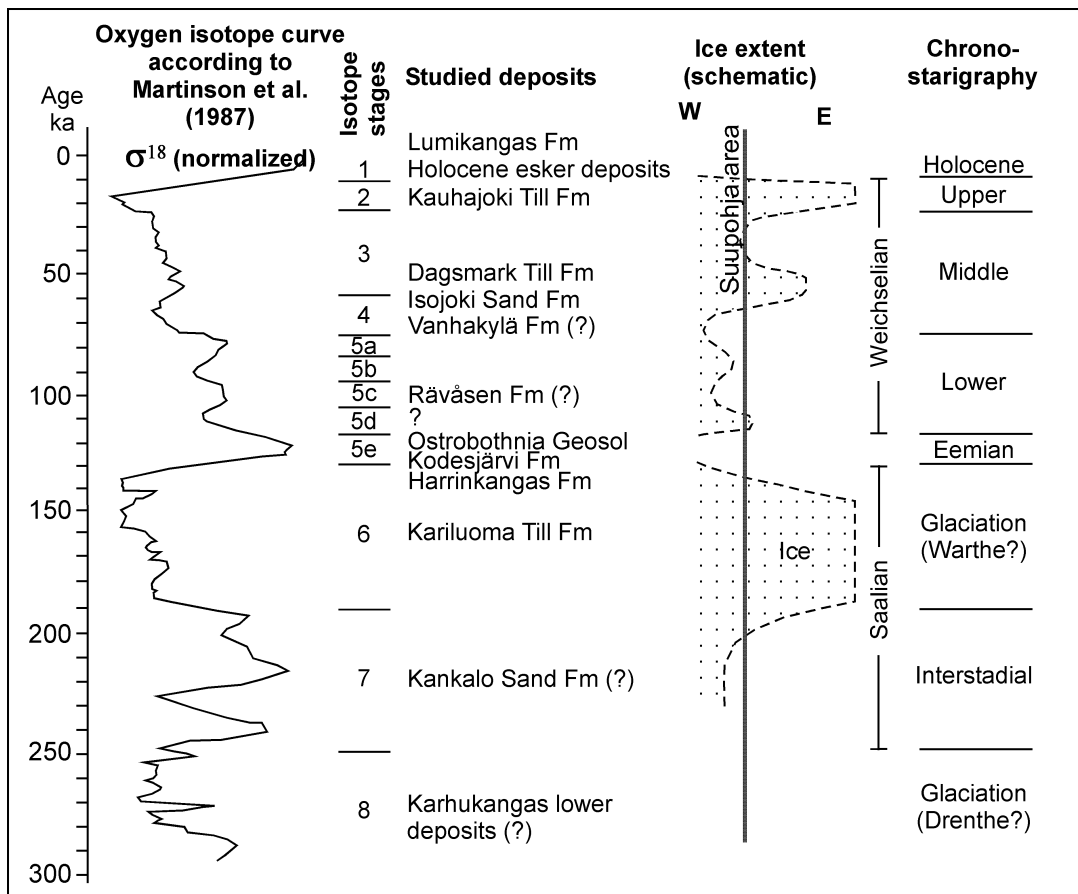 Oxygen isotope curve
according to
Martinson et al.
(1987)
σ18 (normalized)
Age
ka
0
50
100
150
200
250
300
Isotope
stages
1
2
3
4
5a
5b
5c
5d
5e
6
7
8
Studied deposits
Lumikangas Fm
Holocene esker deposits
Kauhajoki Till Fm
Dagsmark Till Fm
Isojoki Sand Fm
Vanhakylä Fm (?)
Rävåsen Fm (?)
?
Ostrobothnia Geosol
Kodesjärvi Fm
Harrinkangas Fm
Kariluoma Till Fm
Kankalo Sand Fm (?)
Karhukangas lower
deposits (?)
Ice extent
(schematic)
W
E
Suupohja area
Ice
Weichselian
Saalian
Chrono-
starigraphy
Holocene
Upper
Middle
Lower
Eemian
Glaciation
(Warthe?)
Interstadial
Glaciation
(Drenthe?)